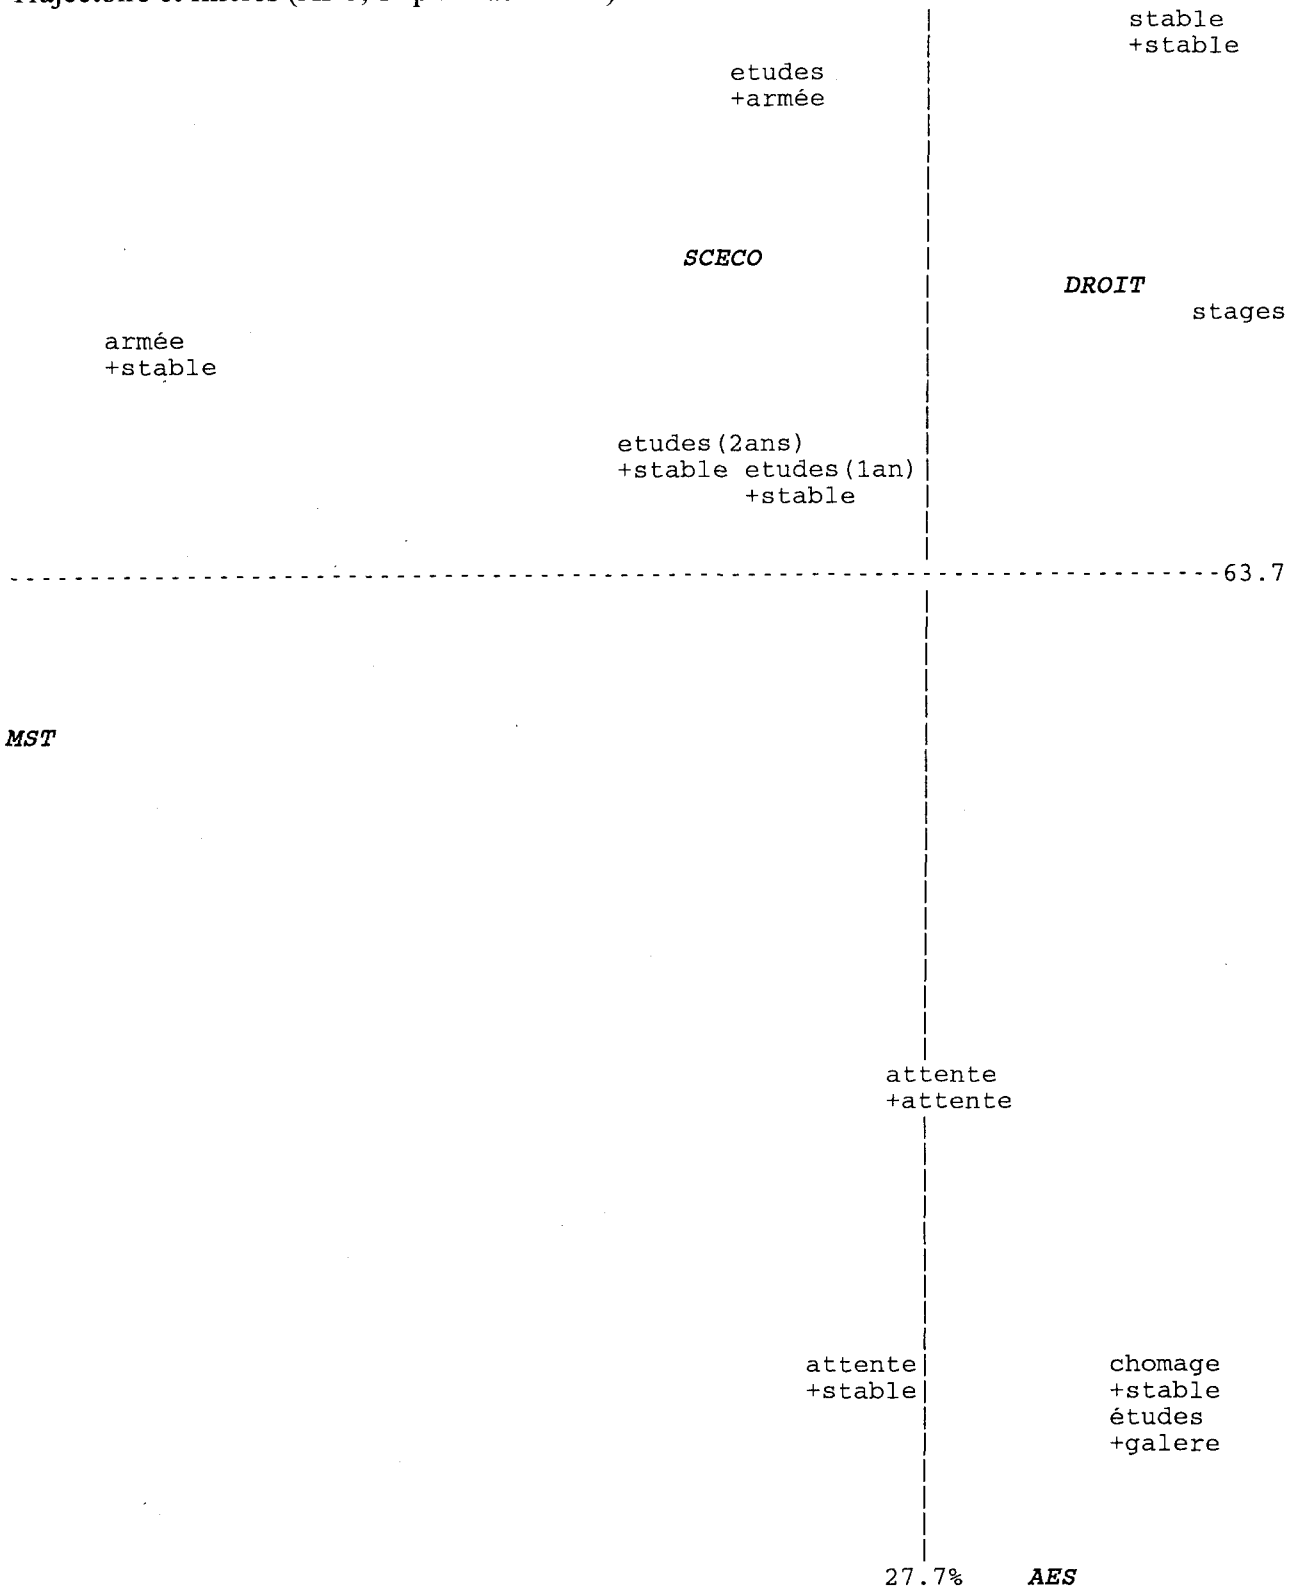 stable
+stable
etudes
+armée
SCECO
DROIT
stages
armée
+stable
etudes(2ans)
+stable etudes(1an)
+stable
63.7
MST
attente
+attente
attente
+stable
chomage
+stable
études
+galere
27.7% AES